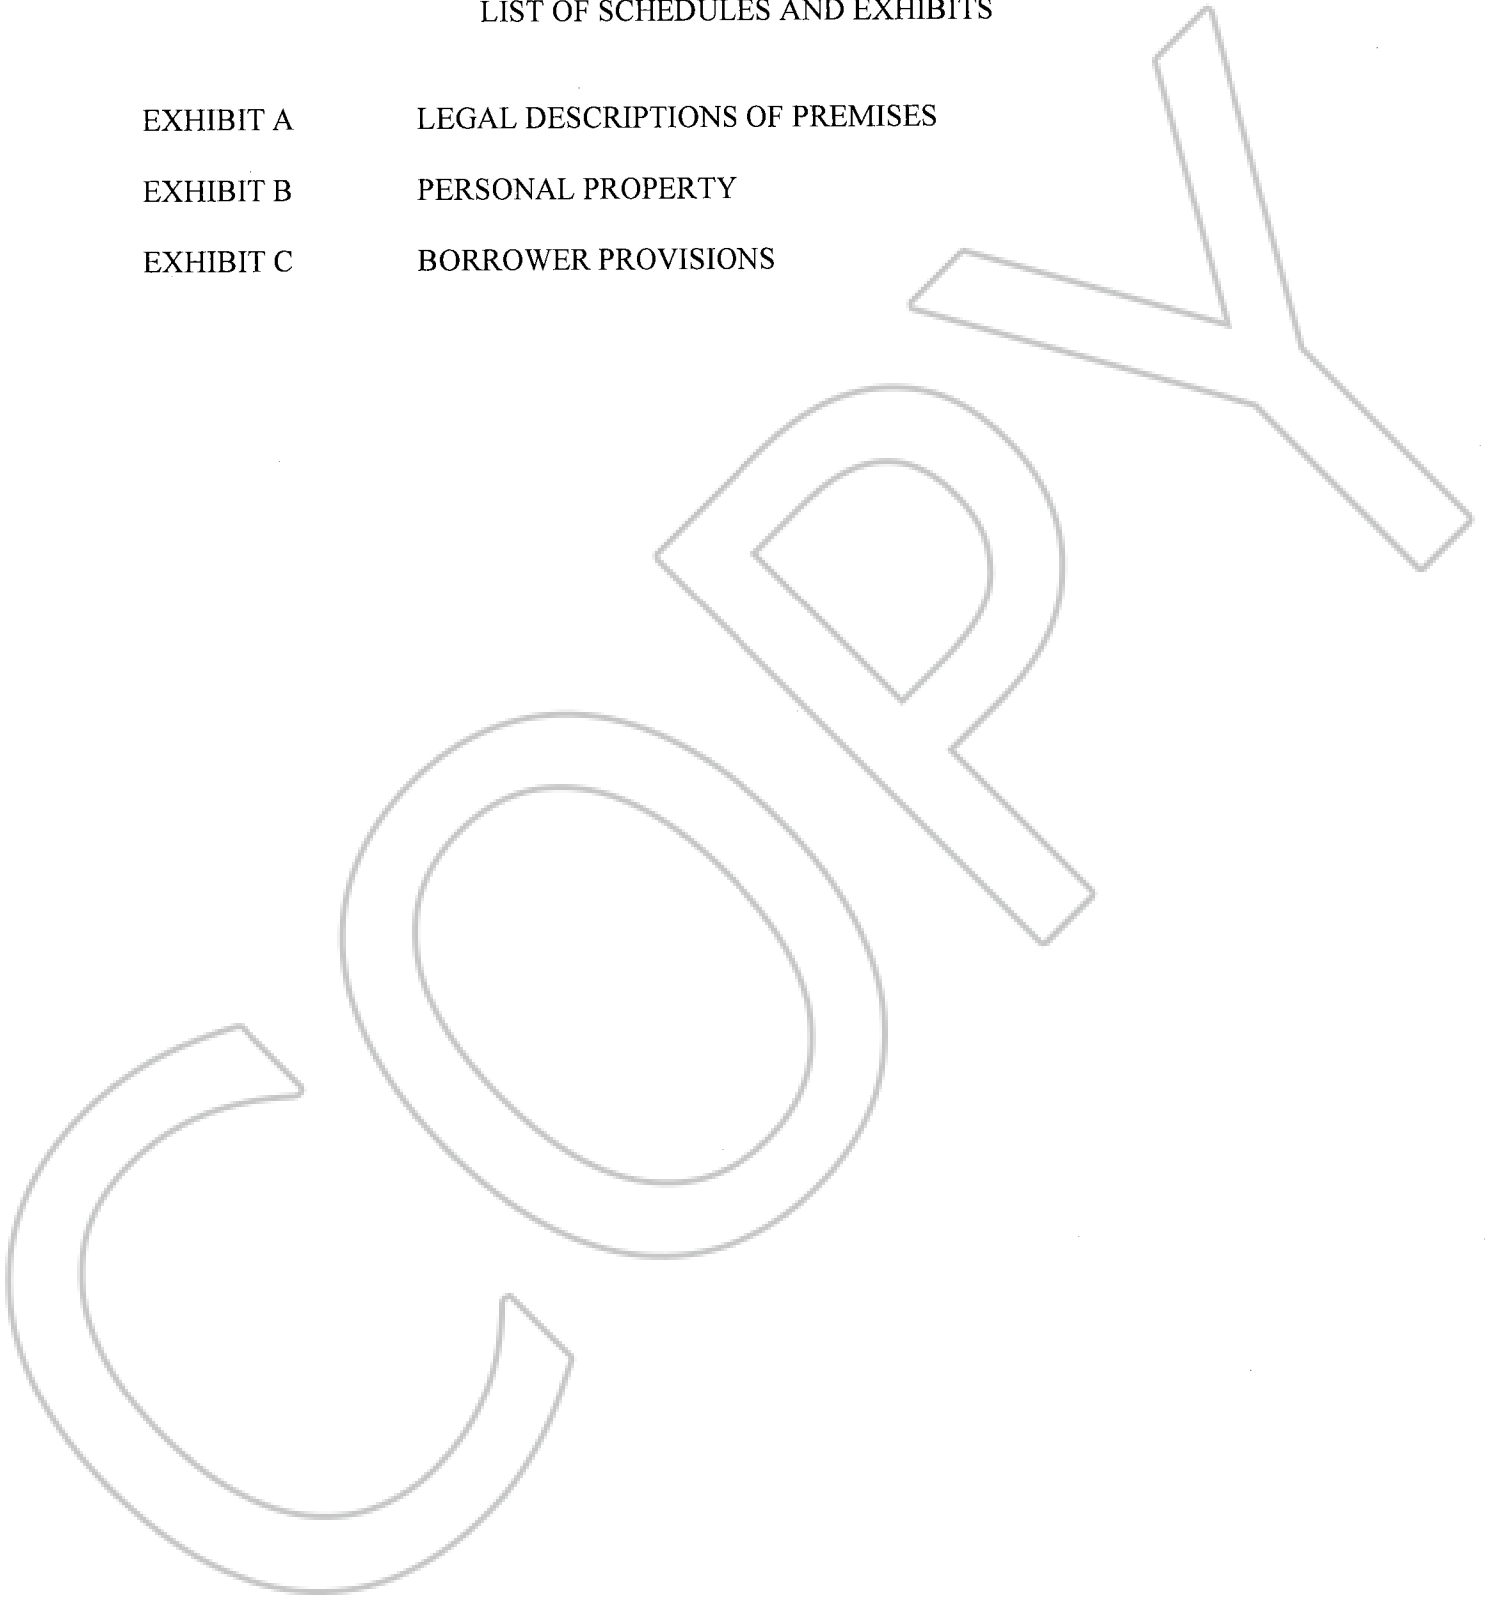 LIST OF SCHEDULES AND EXHIBITS
EXHIBIT A LEGAL DESCRIPTIONS OF PREMISES
EXHIBIT B PERSONAL PROPERTY
EXHIBIT C BORROWER PROVISIONS
COPY